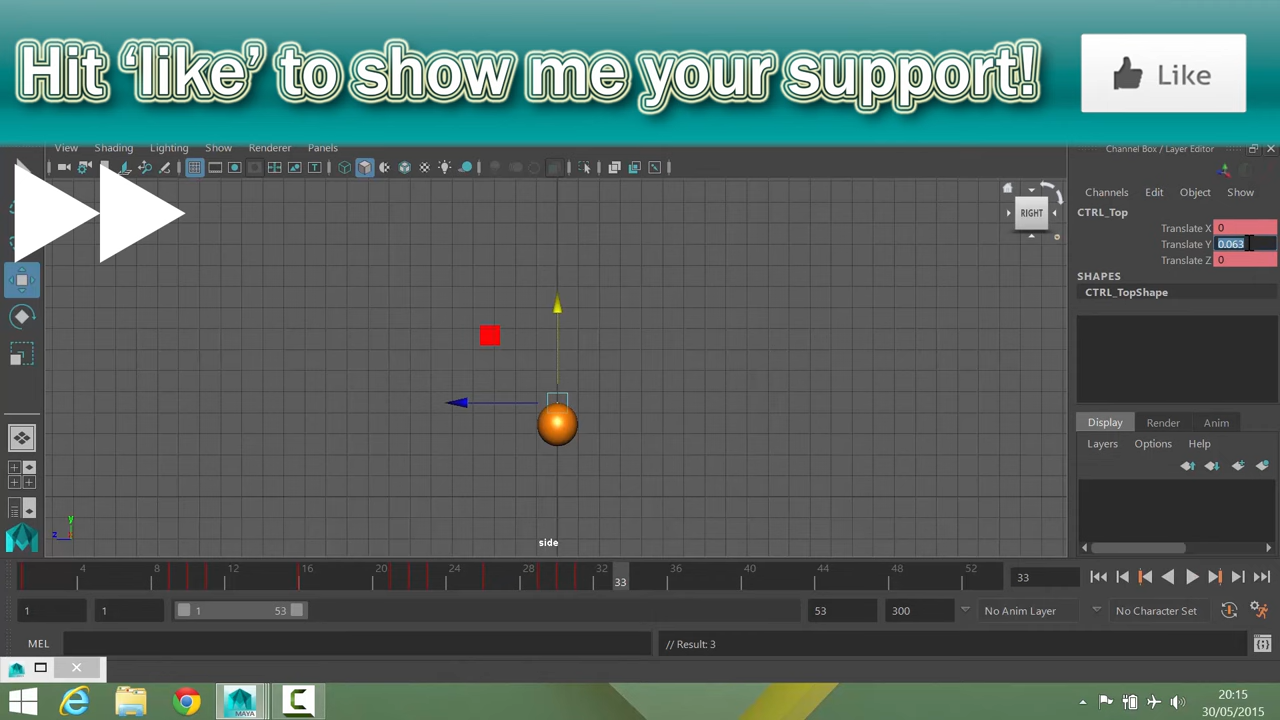 Hit ‘like’ to show me your support!
Like
View Shading Lighting Show Renderer Panels
Channel Box / Layer Editor
Channels Edit Object Show
CTRL_Top
Translate X 0
Translate Y 0.063
Translate Z 0
SHAPES
CTRL_TopShape
RIGHT
y
z
side
Display Render Anim
Layers Options Help
4 8 12 16 20 24 28 32 33 36 40 44 48 52
33
1 1 1 53 53 300 No Anim Layer No Character Set
MEL // Result: 3
MAYA
20:15
30/05/2015